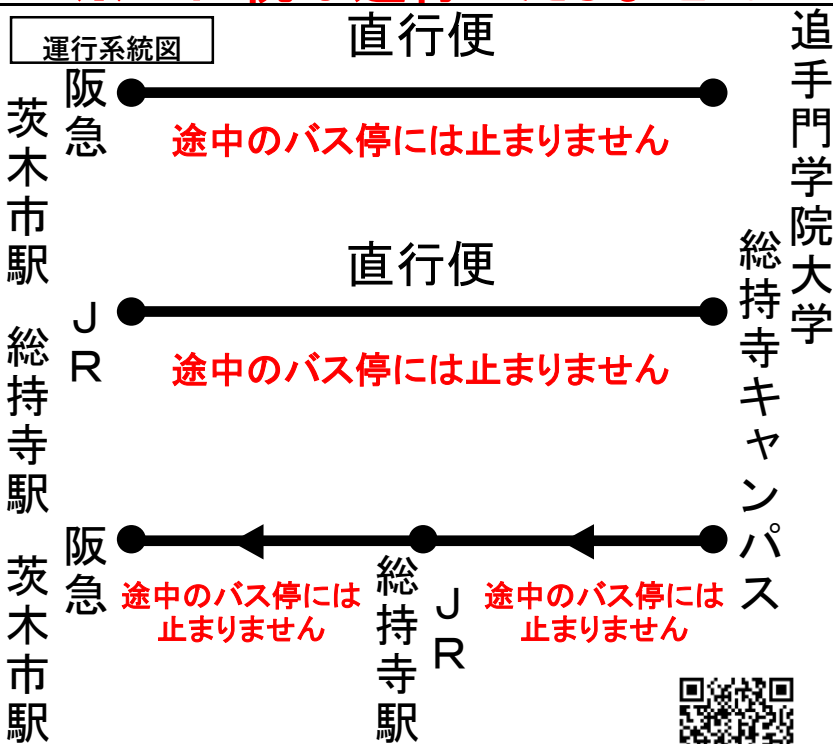 運行系統図
直行便
追手門学院大学
総持寺キャンパス
阪急
茨木市駅
途中のバス停には止まりません
直行便
JR
総持寺駅
途中のバス停には止まりません
阪急
茨木市駅
途中のバス停には
止まりません
JR
総持寺駅
途中のバス停には
止まりません